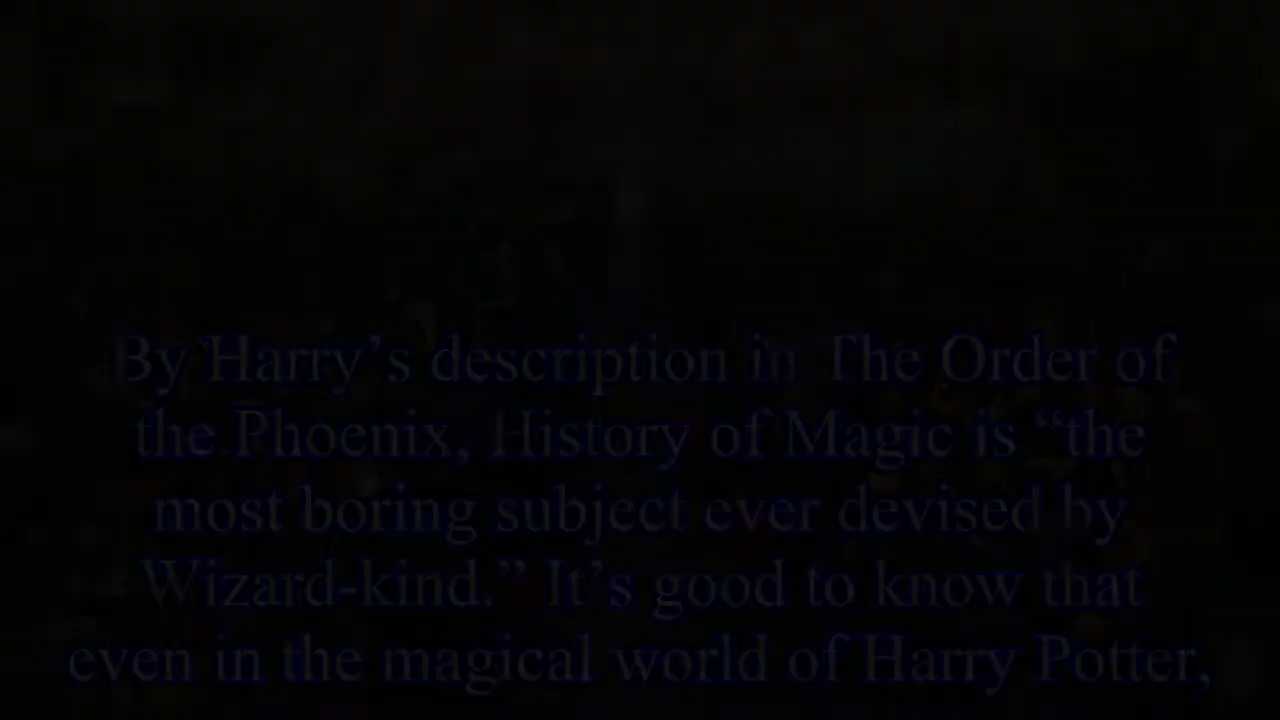 By Harry’s description in The Order of
the Phoenix, History of Magic is “the
most boring subject ever devised by
Wizard-kind.” It’s good to know that
even in the magical world of Harry Potter,